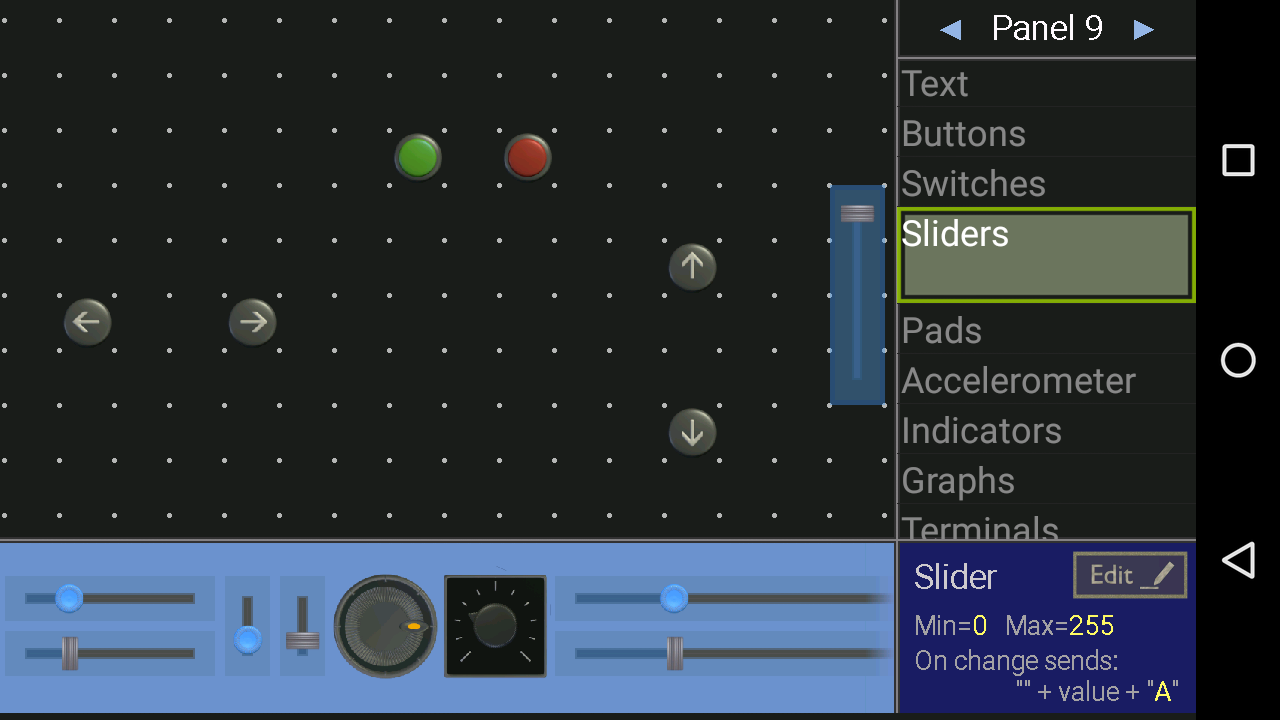 Panel 9
Text
Buttons
Switches
Sliders
Pads
Accelerometer
Indicators
Graphs
Terminals
Slider
Edit
Min=0 Max=255
On change sends:
"" + value + "A"